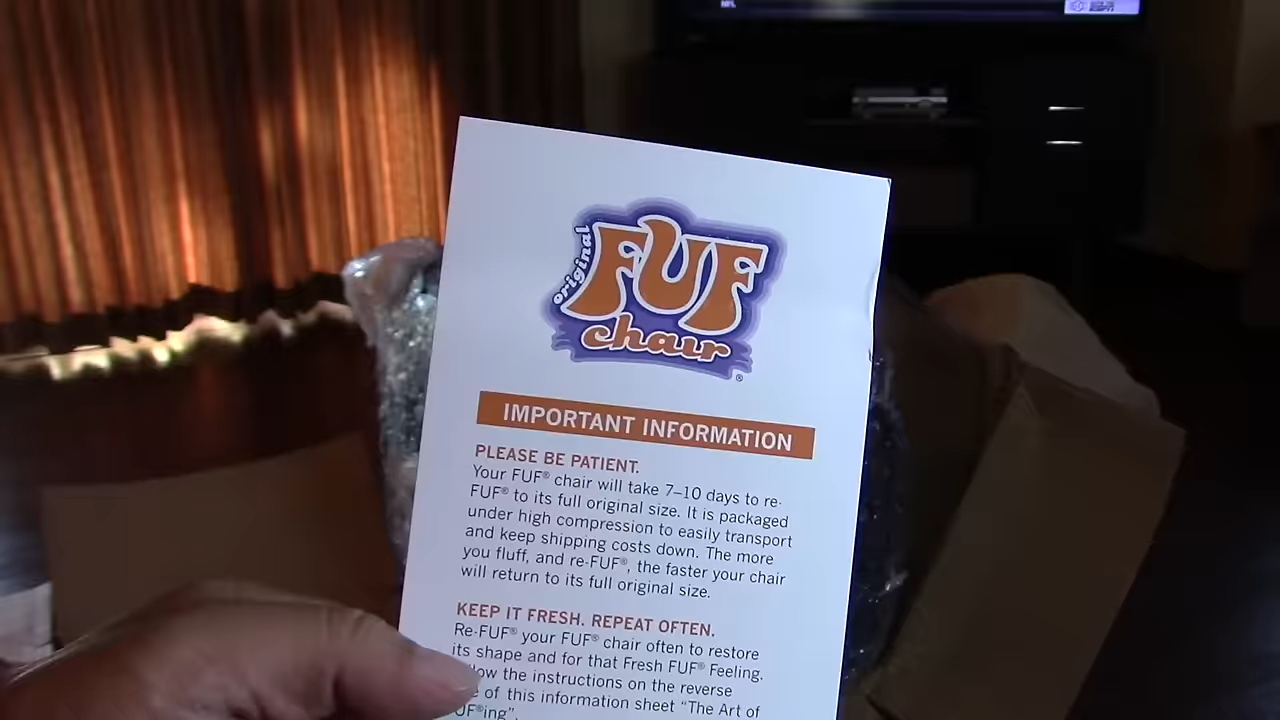 NFL
original
FUF
chair
®
IMPORTANT INFORMATION
PLEASE BE PATIENT.
Your FUF® chair will take 7–10 days to re-
FUF® to its full original size. It is packaged
under high compression to easily transport
and keep shipping costs down. The more
you fluff, and re-FUF®, the faster your chair
will return to its full original size.
KEEP IT FRESH. REPEAT OFTEN.
Re-FUF® your FUF® chair often to restore
its shape and for that Fresh FUF® Feeling.
the instructions on the reverse
of this information sheet “The Art of
UF®ing”.